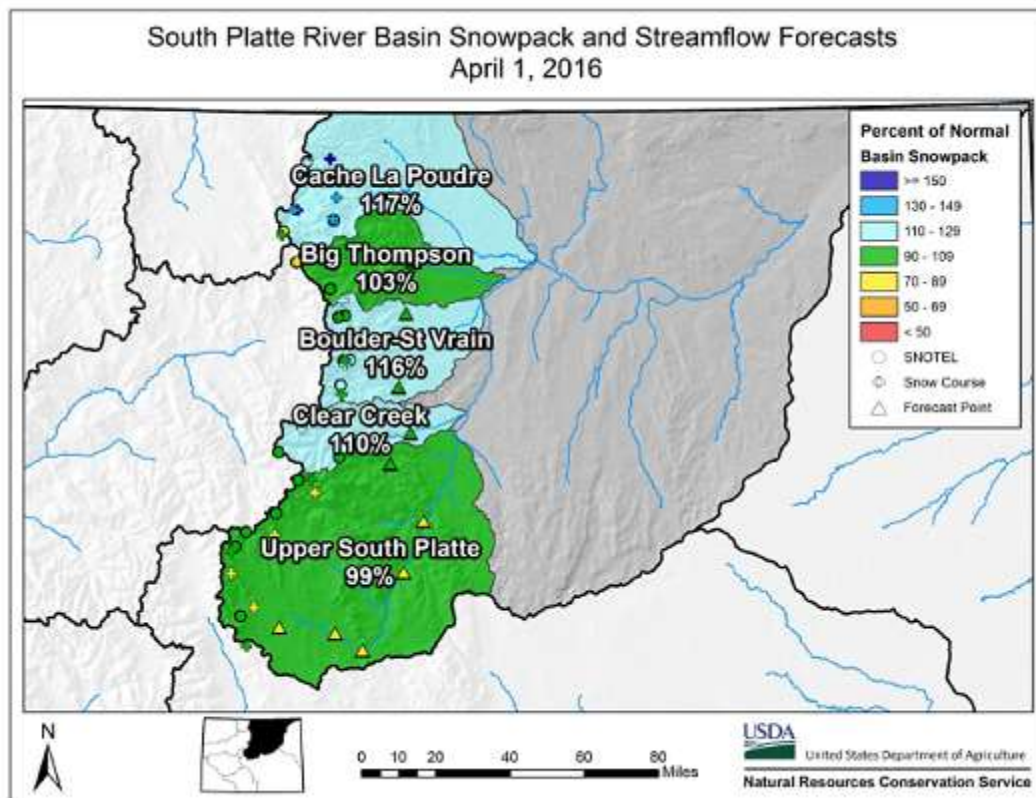 South Platte River Basin Snowpack and Streamflow Forecasts
April 1, 2016
Percent of Normal
Basin Snowpack
>= 150
130 - 149
110 - 129
90 - 109
70 - 89
50 - 69
< 50
SNOTEL
Snow Course
Forecast Point
Cache La Poudre
117%
Big Thompson
103%
Boulder-St Vrain
116%
Clear Creek
110%
Upper South Platte
99%
N
0 10 20 40 60 80
Miles
USDA
United States Department of Agriculture
Natural Resources Conservation Service